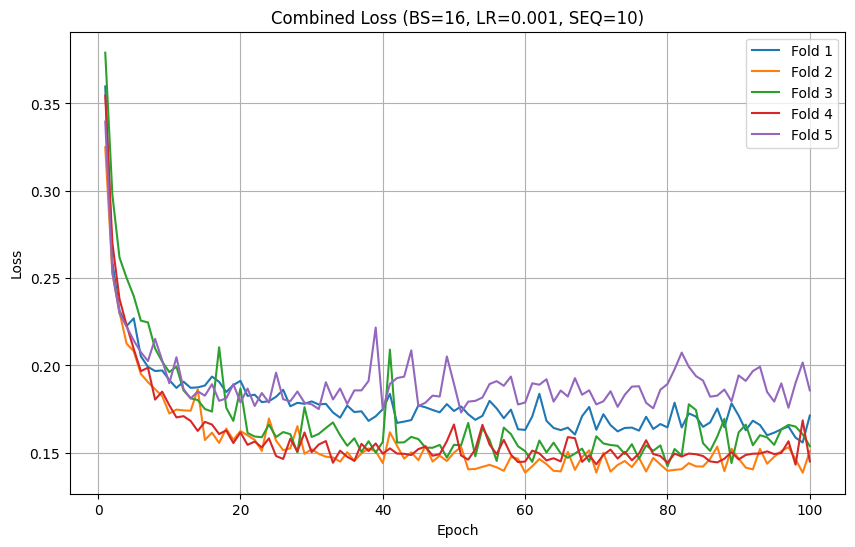 Combined Loss (BS=16, LR=0.001, SEQ=10)
Fold 1
Fold 2
Fold 3
Fold 4
Fold 5
Loss
0.35
0.30
0.25
0.20
0.15
0
20
40
60
80
100
Epoch